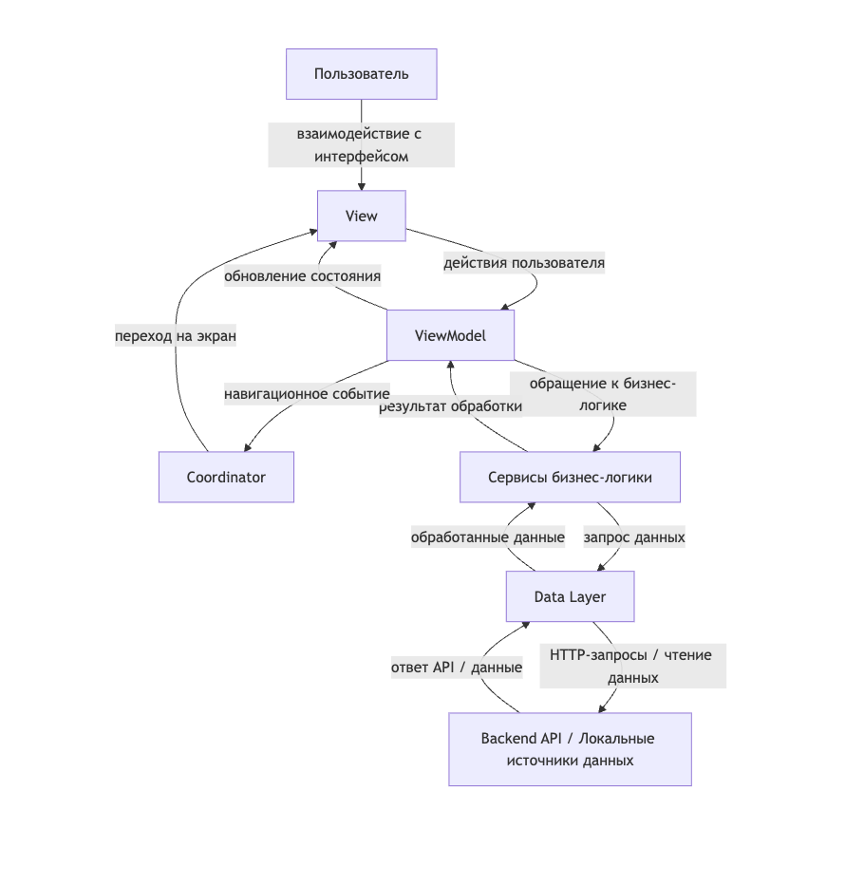 Пользователь
взаимодействие с
интерфейсом
View
действия пользователя
обновление состояния
переход на экран
ViewModel
обращение к бизнес-
логике
навигационное событие
результат обработки
Coordinator
Сервисы бизнес-логики
обработанные данные
запрос данных
Data Layer
HTTP-запросы / чтение
данных
ответ API / данные
Backend API / Локальные
источники данных